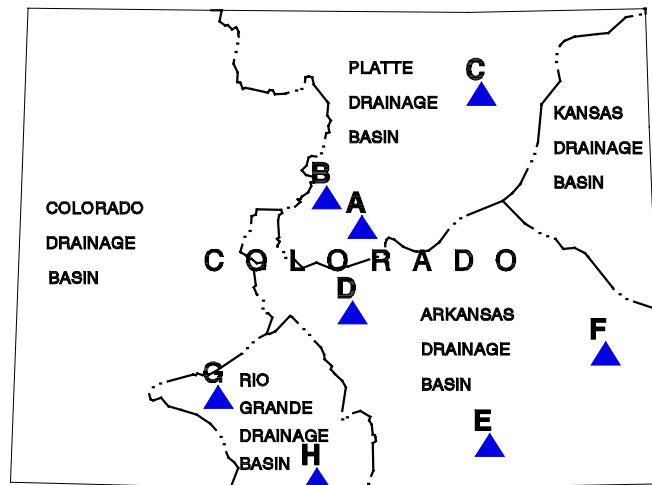 PLATTE
DRAINAGE
BASIN
C
KANSAS
DRAINAGE
BASIN
B
A
COLORADO
DRAINAGE
BASIN
C O L O R A D O
D
ARKANSAS
DRAINAGE
BASIN
F
G
RIO
GRANDE
DRAINAGE
BASIN
E
H